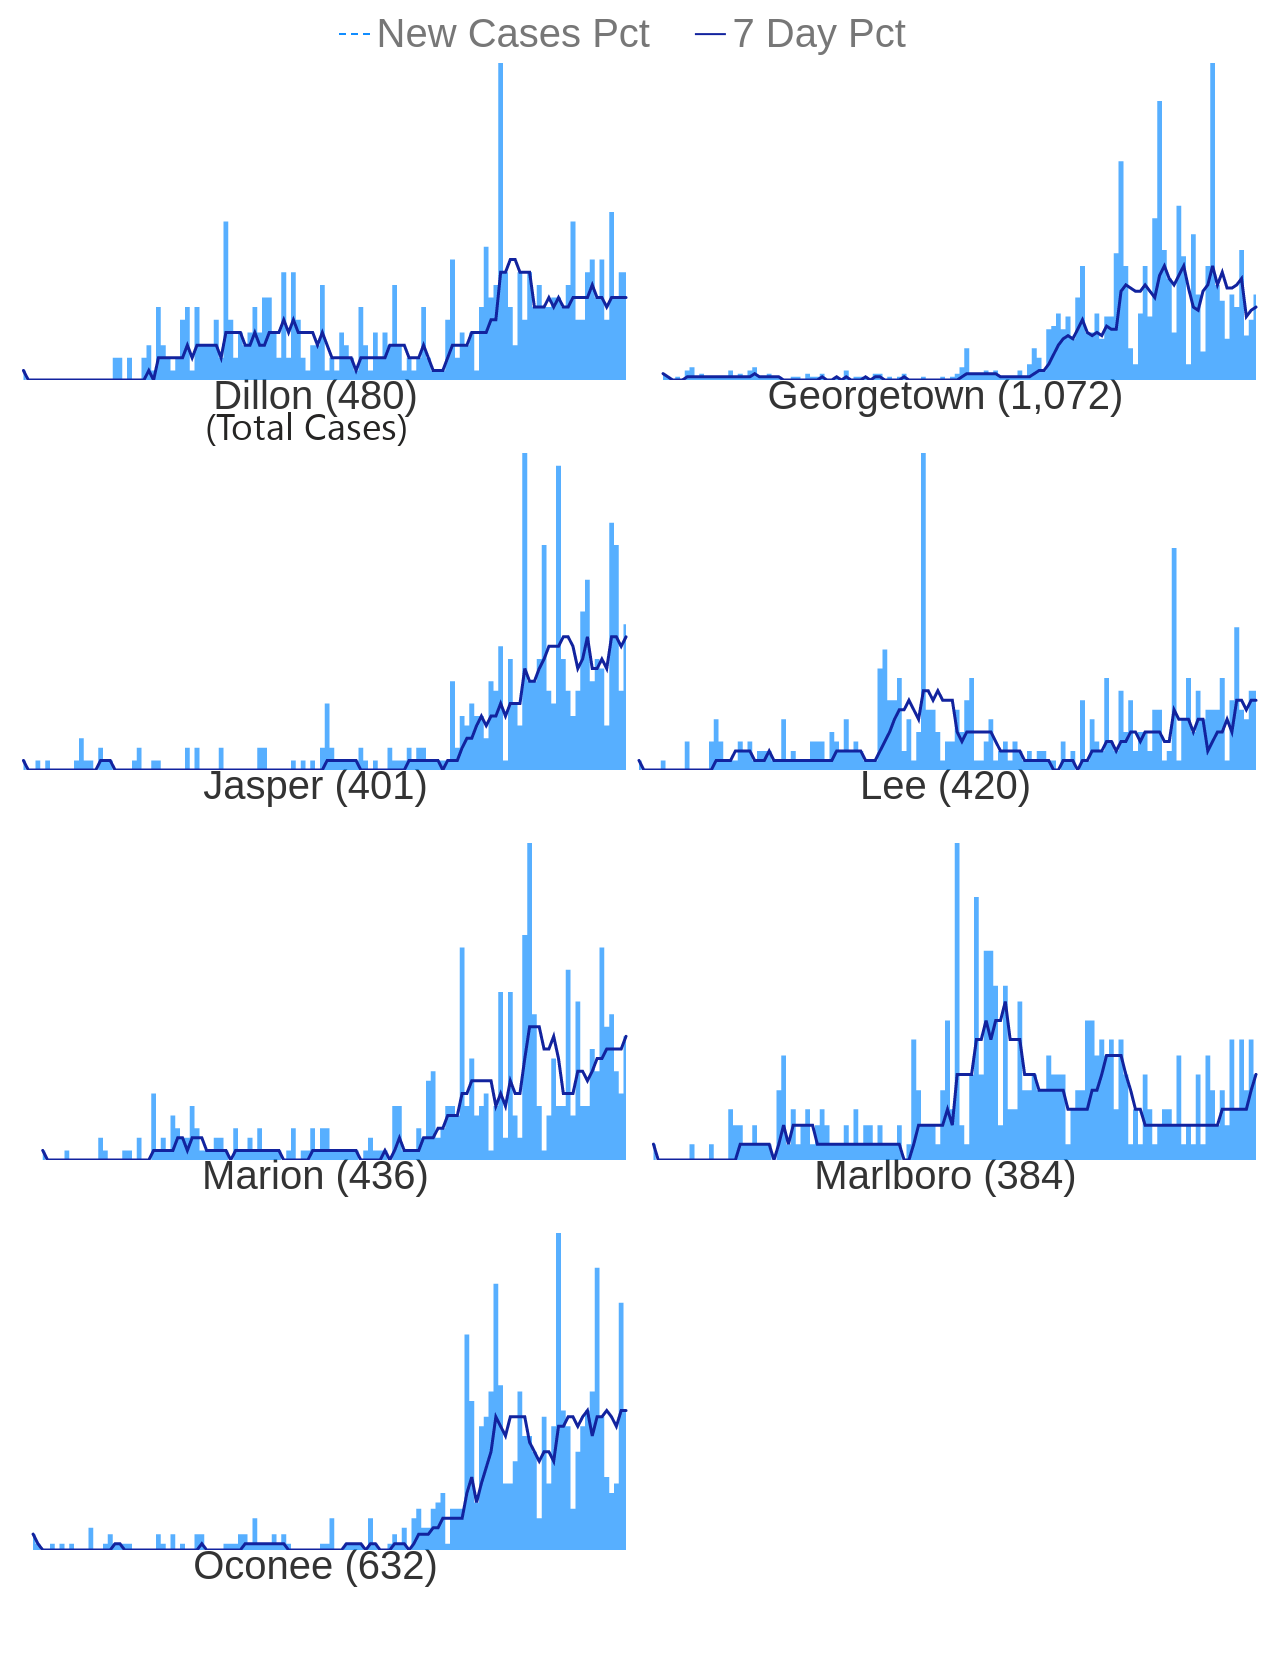 New Cases Pct 7 Day Pct
Dillon (480)
(Total Cases)
Georgetown (1,072)
Jasper (401)
Lee (420)
Marion (436)
Marlboro (384)
Oconee (632)